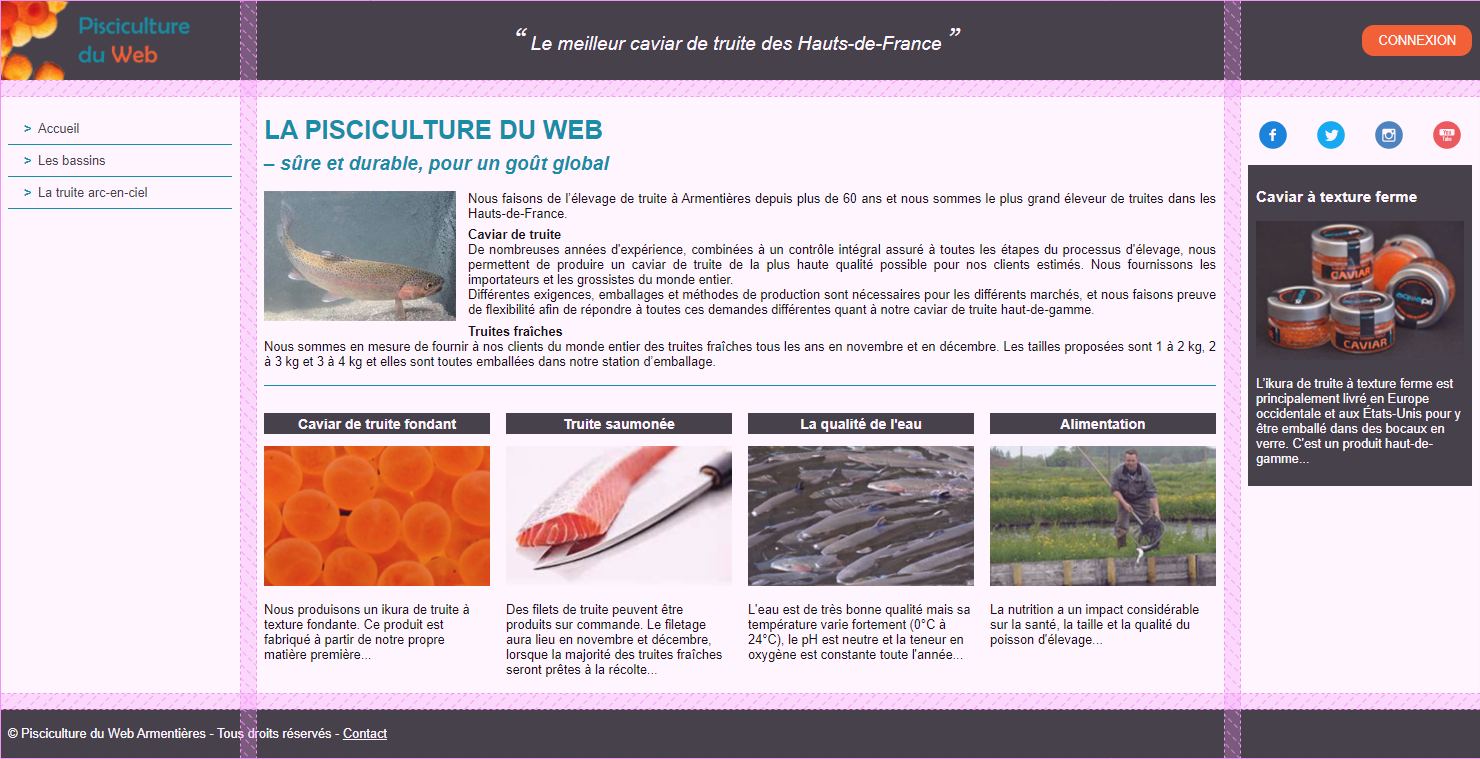 Pisciculture
du Web
“ Le meilleur caviar de truite des Hauts-de-France ”
CONNEXION
> Accueil
> Les bassins
> La truite arc-en-ciel
LA PISCICULTURE DU WEB
– sûre et durable, pour un goût global
Nous faisons de l’élevage de truite à Armentières depuis plus de 60 ans et nous sommes le plus grand éleveur de truites dans les
Hauts-de-France.
Caviar de truite
De nombreuses années d'expérience, combinées à un contrôle intégral assuré à toutes les étapes du processus d'élevage, nous
permettent de produire un caviar de truite de la plus haute qualité possible pour nos clients estimés. Nous fournissons les
importateurs et les grossistes du monde entier.
Différentes exigences, emballages et méthodes de production sont nécessaires pour les différents marchés, et nous faisons preuve
de flexibilité afin de répondre à toutes ces demandes différentes quant à notre caviar de truite haut-de-gamme.
Truites fraîches
Nous sommes en mesure de fournir à nos clients du monde entier des truites fraîches tous les ans en novembre et en décembre. Les tailles proposées sont 1 à 2 kg, 2
à 3 kg et 3 à 4 kg et elles sont toutes emballées dans notre station d’emballage.
Caviar de truite fondant
Nous produisons un ikura de truite à
texture fondante. Ce produit est
fabriqué à partir de notre propre
matière première...
Truite saumonée
Des filets de truite peuvent être
produits sur commande. Le filetage
aura lieu en novembre et décembre,
lorsque la majorité des truites fraîches
seront prêtes à la récolte...
La qualité de l'eau
L'eau est de très bonne qualité mais sa
température varie fortement (0°C à
24°C), le pH est neutre et la teneur en
oxygène est constante toute l'année...
Alimentation
La nutrition a un impact considérable
sur la santé, la taille et la qualité du
poisson d'élevage...
You
Tube
Caviar à texture ferme
CAVIAR
CAVIAR
L'ikura de truite à texture ferme est
principalement livré en Europe
occidentale et aux États-Unis pour y
être emballé dans des bocaux en
verre. C'est un produit haut-de-
gamme...
© Pisciculture du Web Armentières - Tous droits réservés - Contact